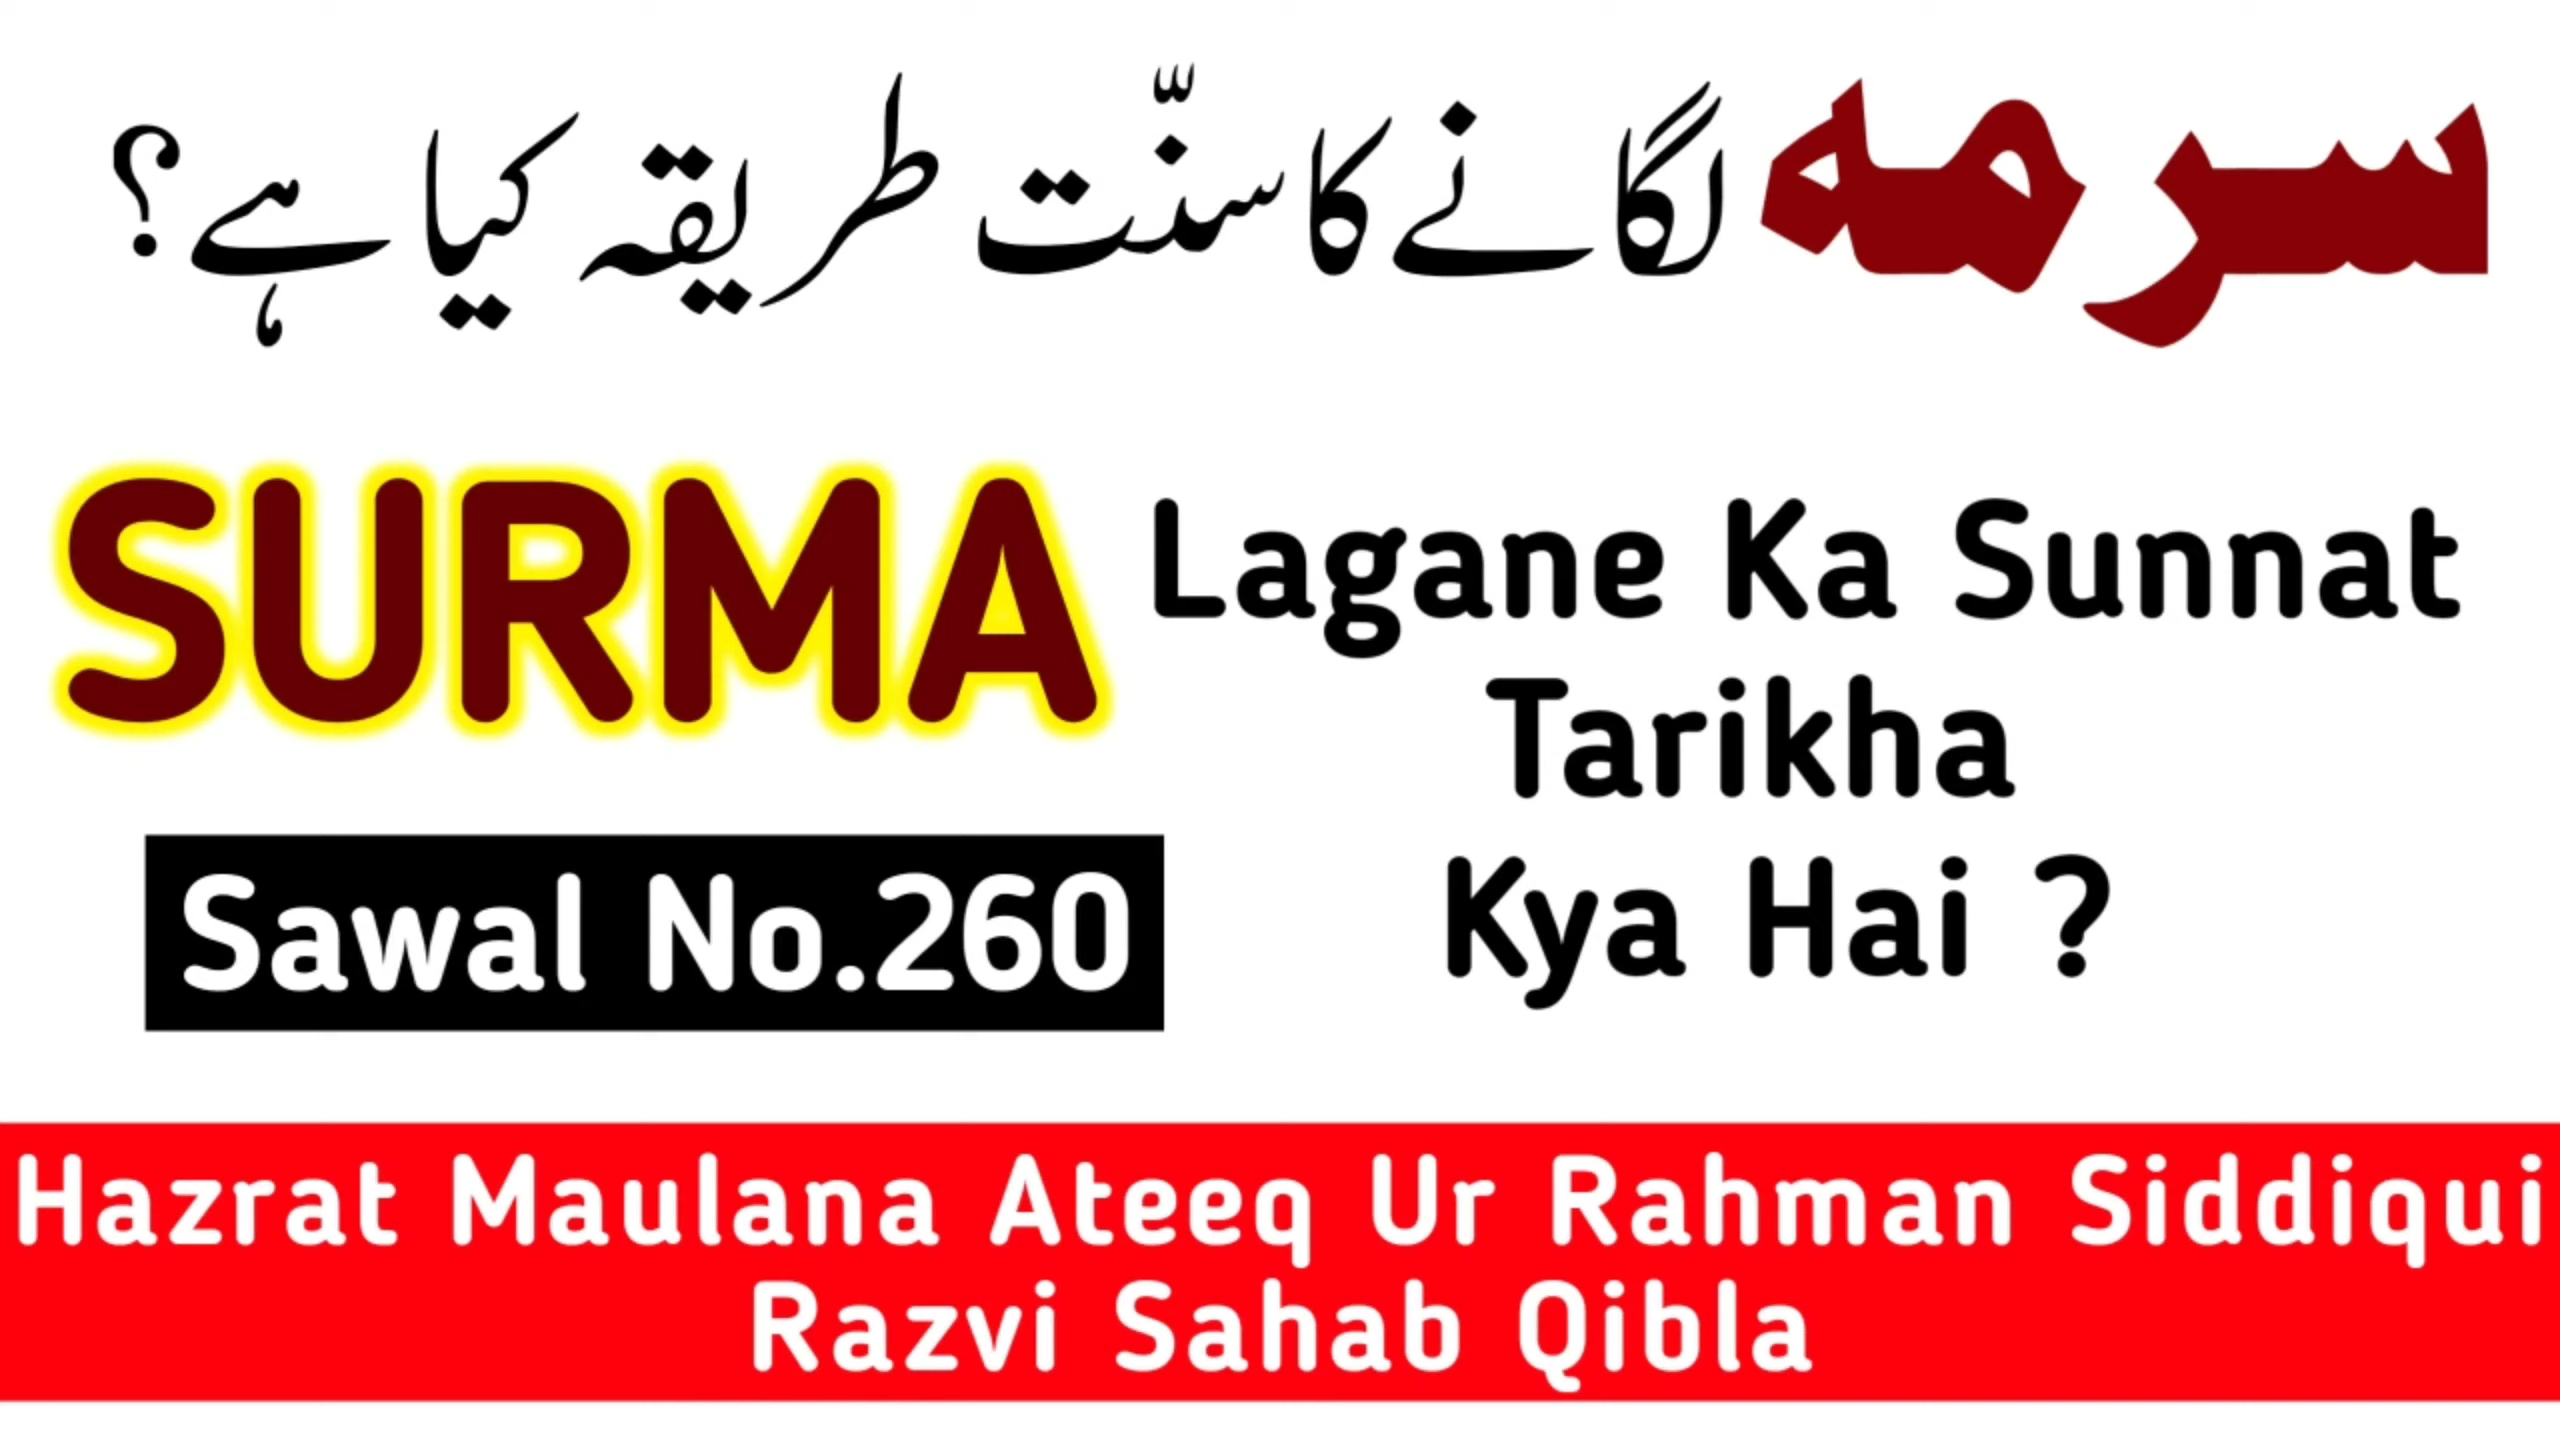 سرمہ لگانے کا سنّت طریقہ کیا ہے؟
SURMA Lagane Ka Sunnat
Tarikha
Kya Hai ?
Sawal No.260
Hazrat Maulana Ateeq Ur Rahman Siddiqui
Razvi Sahab Qibla